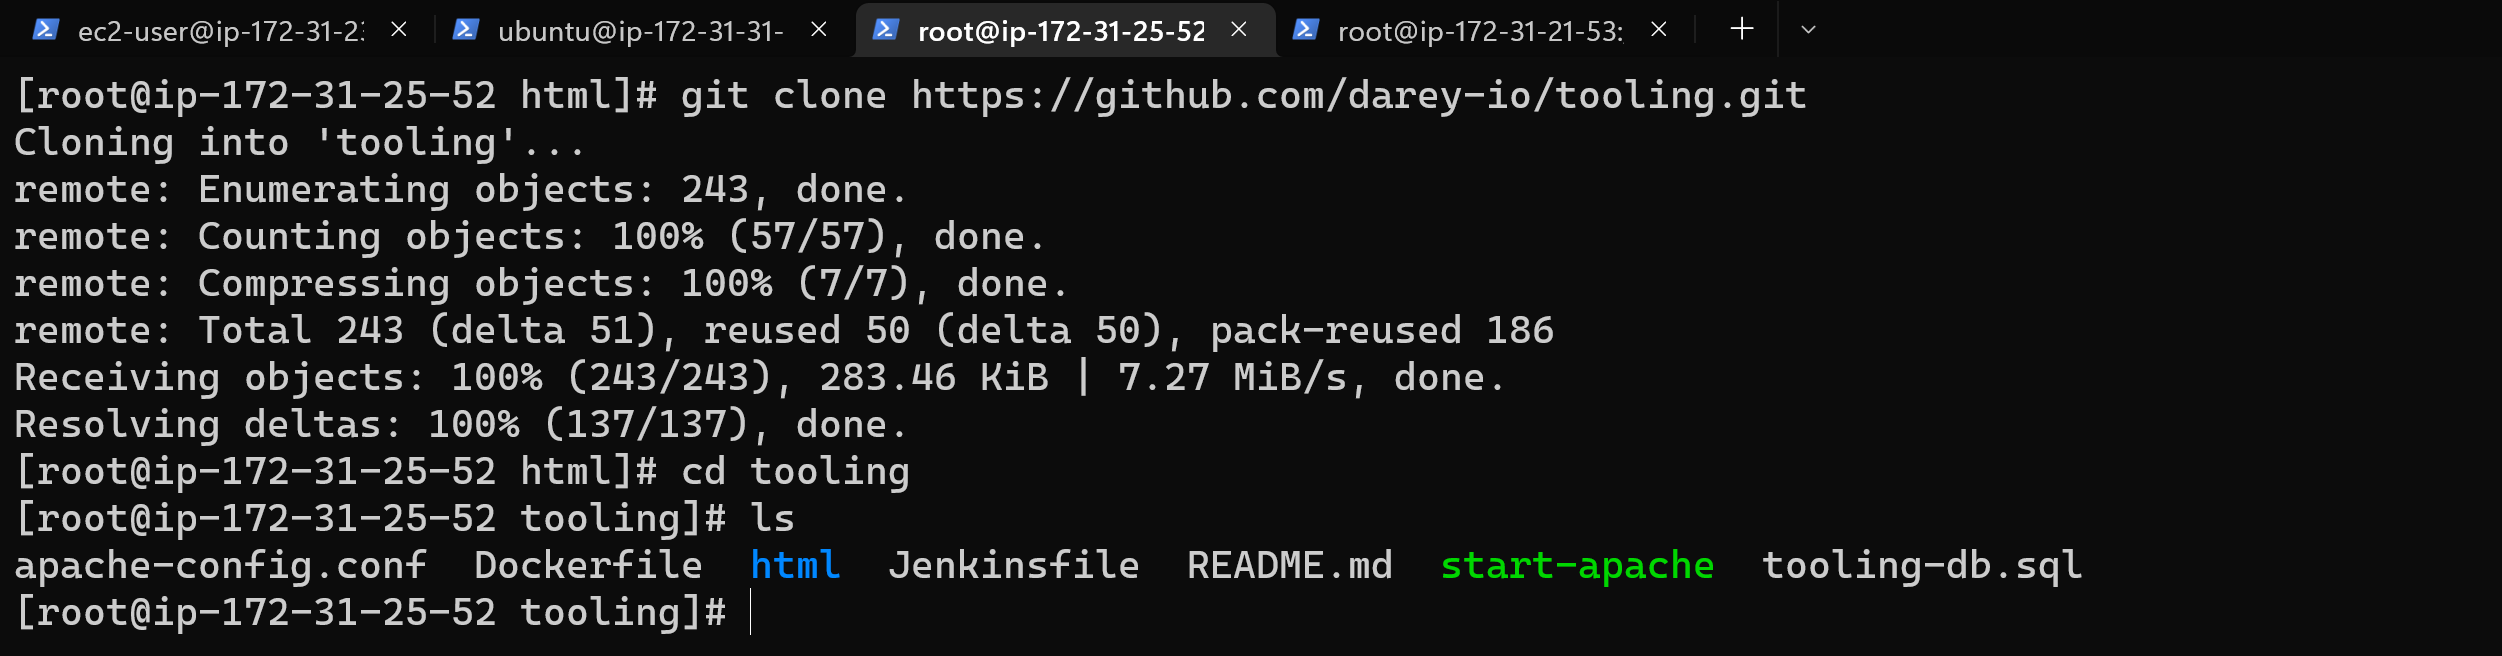 ec2-user@ip-172-31-2
ubuntu@ip-172-31-31-
root@ip-172-31-25-52
root@ip-172-31-21-53:
[root@ip-172-31-25-52 html]# git clone https://github.com/darey-io/tooling.git
Cloning into 'tooling'...
remote: Enumerating objects: 243, done.
remote: Counting objects: 100% (57/57), done.
remote: Compressing objects: 100% (7/7), done.
remote: Total 243 (delta 51), reused 50 (delta 50), pack-reused 186
Receiving objects: 100% (243/243), 283.46 KiB | 7.27 MiB/s, done.
Resolving deltas: 100% (137/137), done.
[root@ip-172-31-25-52 html]# cd tooling
[root@ip-172-31-25-52 tooling]# ls
apache-config.conf  Dockerfile  html  Jenkinsfile  README.md  start-apache  tooling-db.sql
[root@ip-172-31-25-52 tooling]#